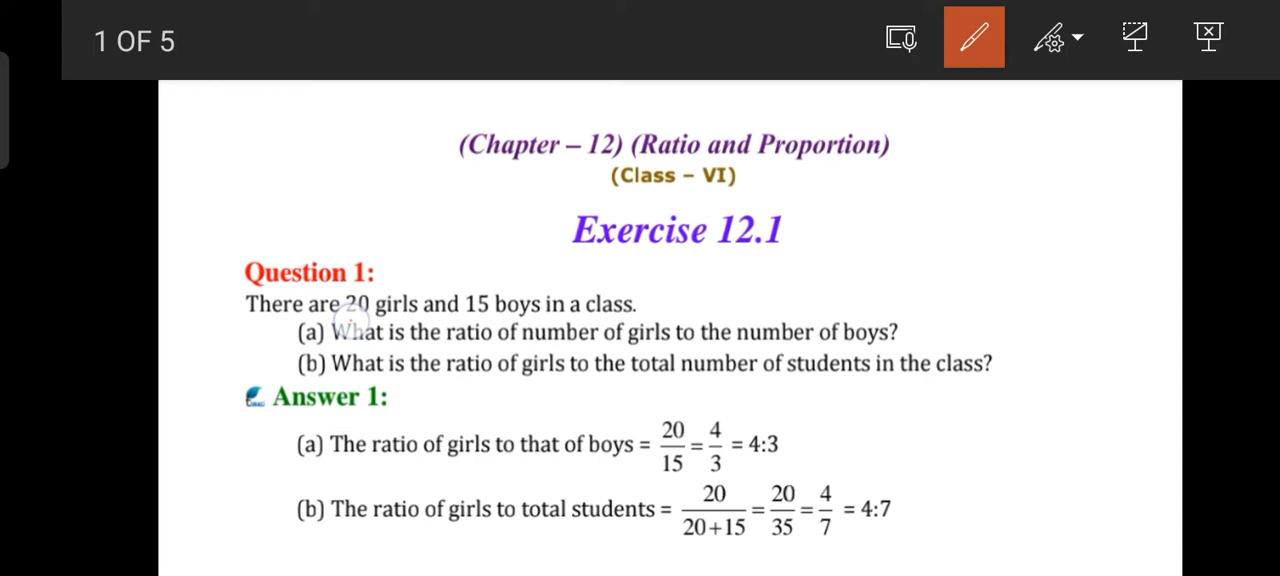 1 OF 5
(Chapter – 12) (Ratio and Proportion)
(Class – VI)
Exercise 12.1
Question 1:
There are 20 girls and 15 boys in a class.
(a) What is the ratio of number of girls to the number of boys?
(b) What is the ratio of girls to the total number of students in the class?
Answer 1:
(a) The ratio of girls to that of boys = 20/15 = 4/3 = 4:3
(b) The ratio of girls to total students = 20/20+15 = 20/35 = 4/7 = 4:7